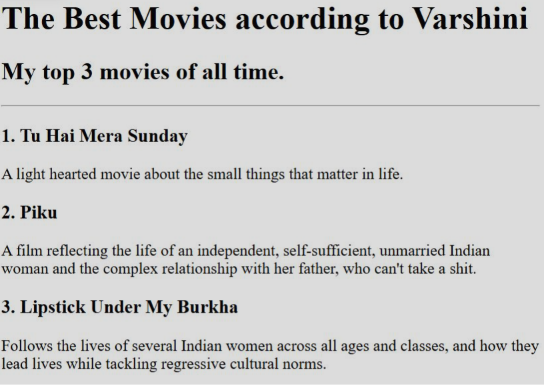 The Best Movies according to Varshini
My top 3 movies of all time.
1. Tu Hai Mera Sunday
A light hearted movie about the small things that matter in life.
2. Piku
A film reflecting the life of an independent, self-sufficient, unmarried Indian
woman and the complex relationship with her father, who can't take a shit.
3. Lipstick Under My Burkha
Follows the lives of several Indian women across all ages and classes, and how they
lead lives while tackling regressive cultural norms.